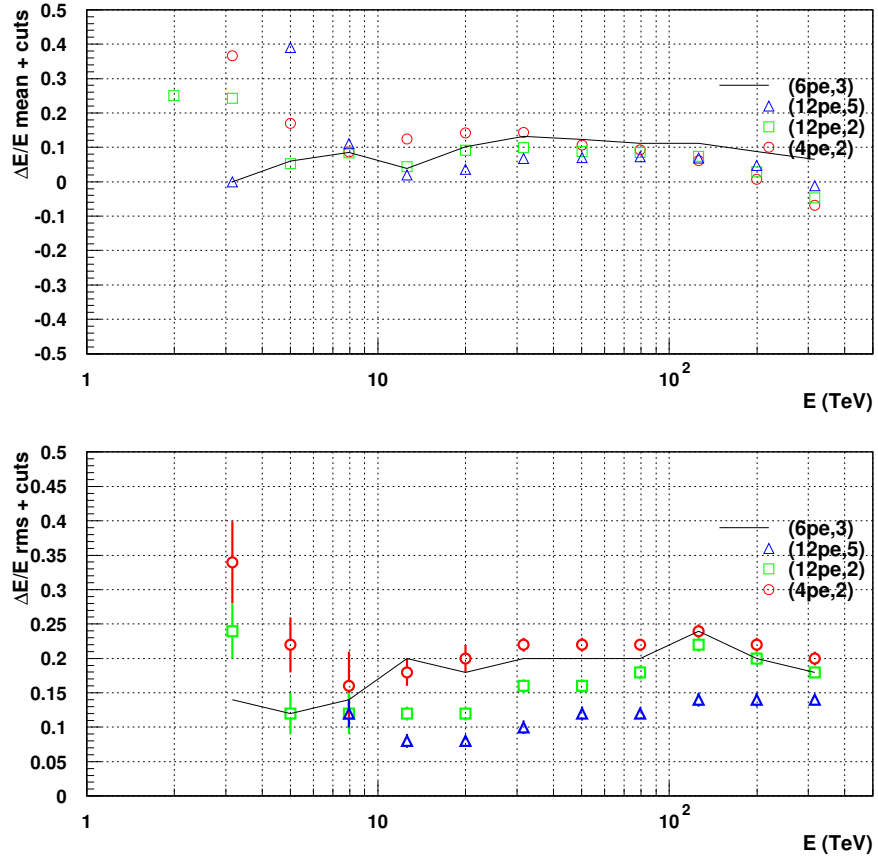 ΔE/E mean + cuts
0.5
0.4
0.3
0.2
0.1
0
-0.1
-0.2
-0.3
-0.4
-0.5
(6pe,3)
(12pe,5)
(12pe,2)
(4pe,2)
1
10
10²
E (TeV)
ΔE/E rms + cuts
0.5
0.45
0.4
0.35
0.3
0.25
0.2
0.15
0.1
0.05
0
(6pe,3)
(12pe,5)
(12pe,2)
(4pe,2)
1
10
10²
E (TeV)